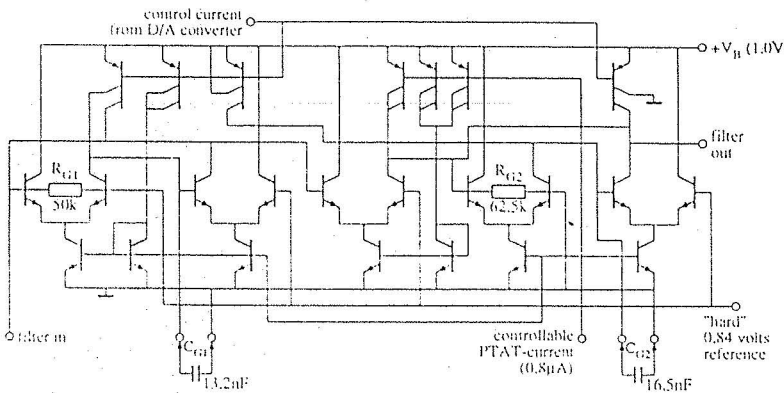 control current
from D/A converter
+V_B (1.0V)
filter
out
R_G1
50k
R_G2
62.5k
filter in
C_G1
13.2nF
controllable
PTAT-current
(0.8µA)
C_G2
16.5nF
"hard"
0.84 volts
reference